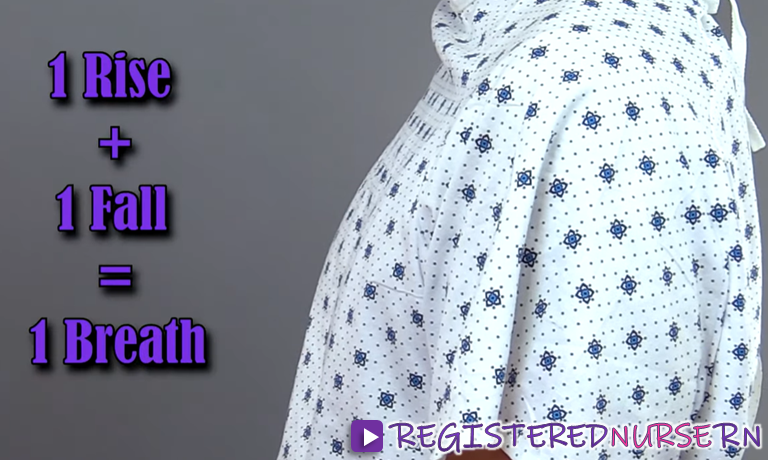 1 Rise
+
1 Fall
=
1 Breath
REGISTEREDNURSERN